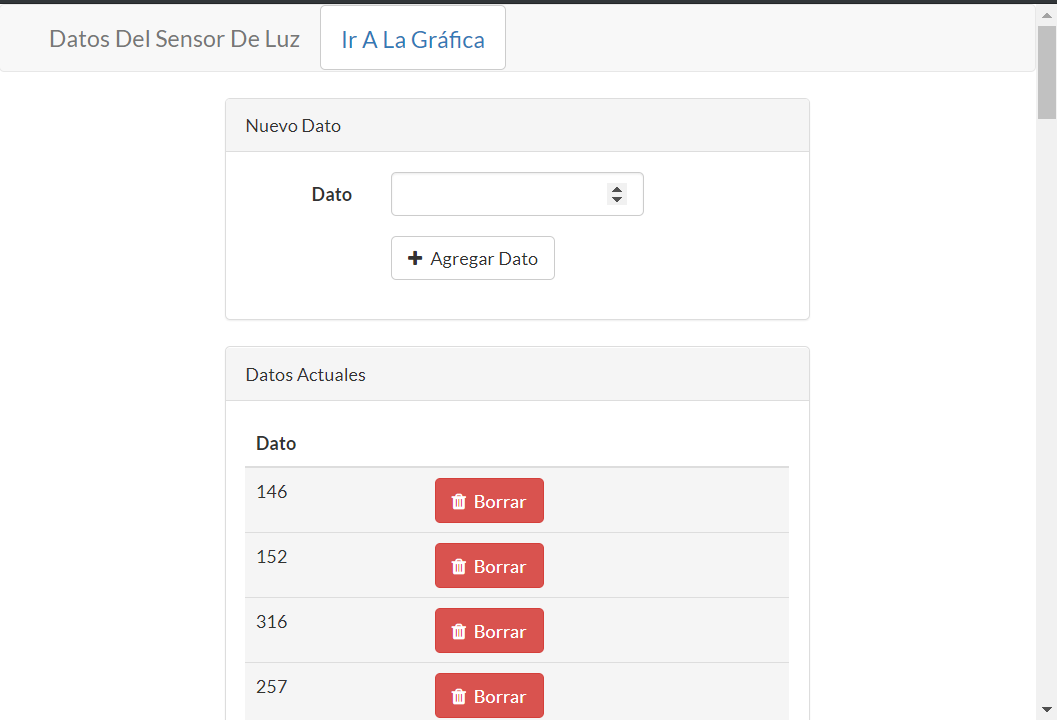 Datos Del Sensor De Luz Ir A La Gráfica
Nuevo Dato
Dato
Agregar Dato
Datos Actuales
Dato
146 Borrar
152 Borrar
316 Borrar
257 Borrar